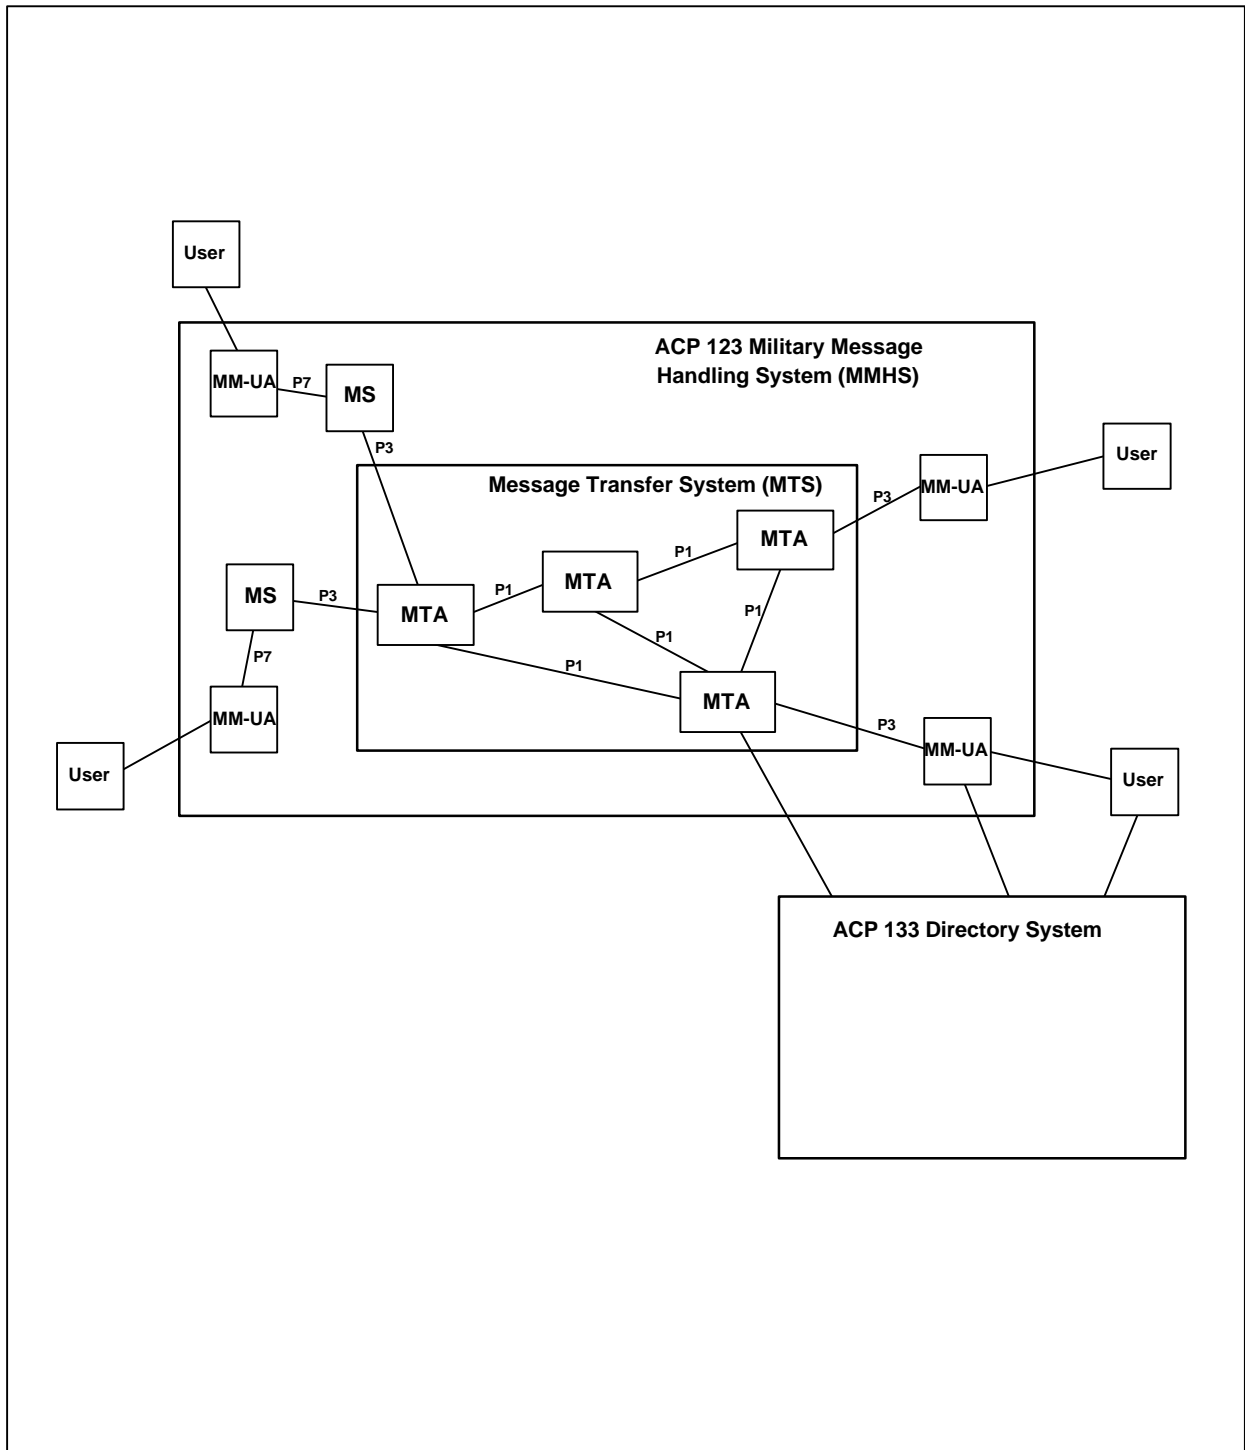 User
ACP 123 Military Message
Handling System (MMHS)
MM-UA
P7
MS
P3
User
MM-UA
Message Transfer System (MTS)
P3
MTA
P1
MTA
MS
P3
MTA
P1
P1
P1
P7
P1
MTA
MM-UA
P3
MM-UA
User
User
ACP 133 Directory System